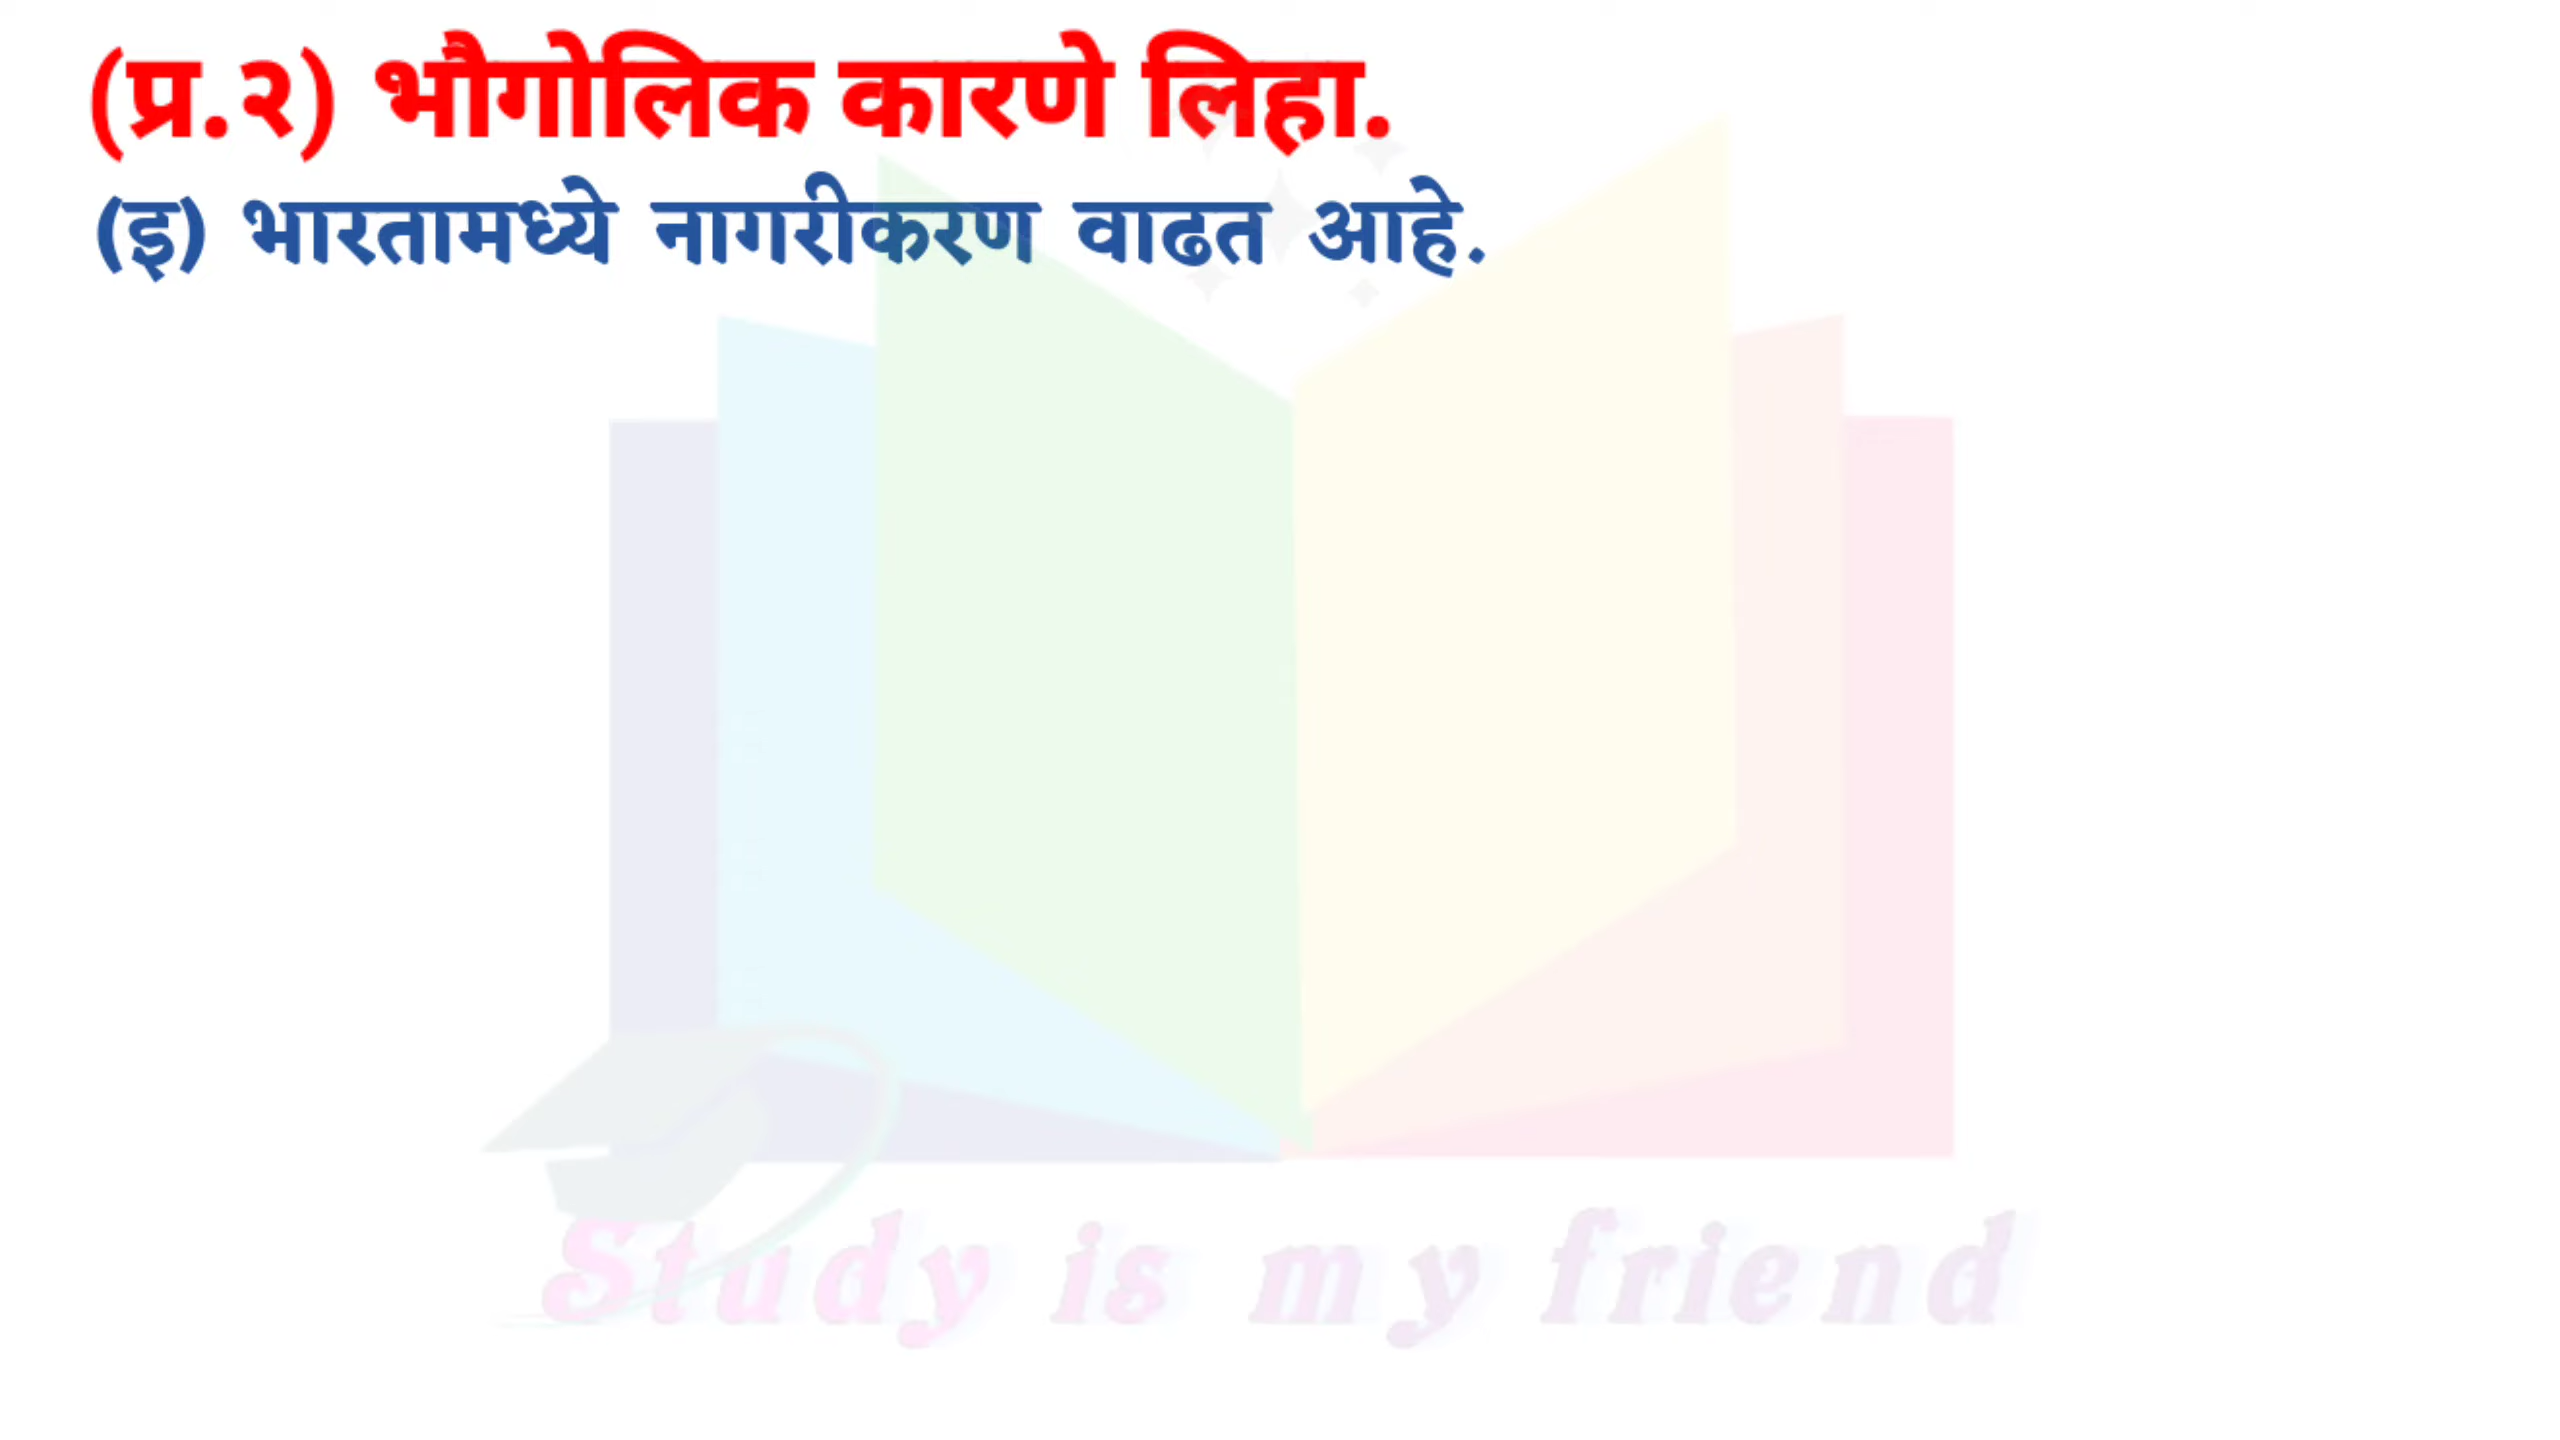 (प्र.२) भौगोलिक कारणे लिहा.
(इ) भारतामध्ये नागरीकरण वाढत आहे.
Study is my friend